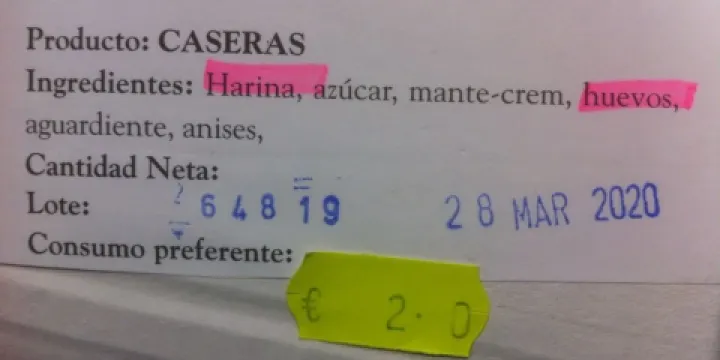 Producto: CASERAS
Ingredientes: Harina, azúcar, mante-crem, huevos,
aguardiente, anises,
Cantidad Neta:
Lote: 64819 28 MAR 2020
Consumo preferente:
€ 2. 0